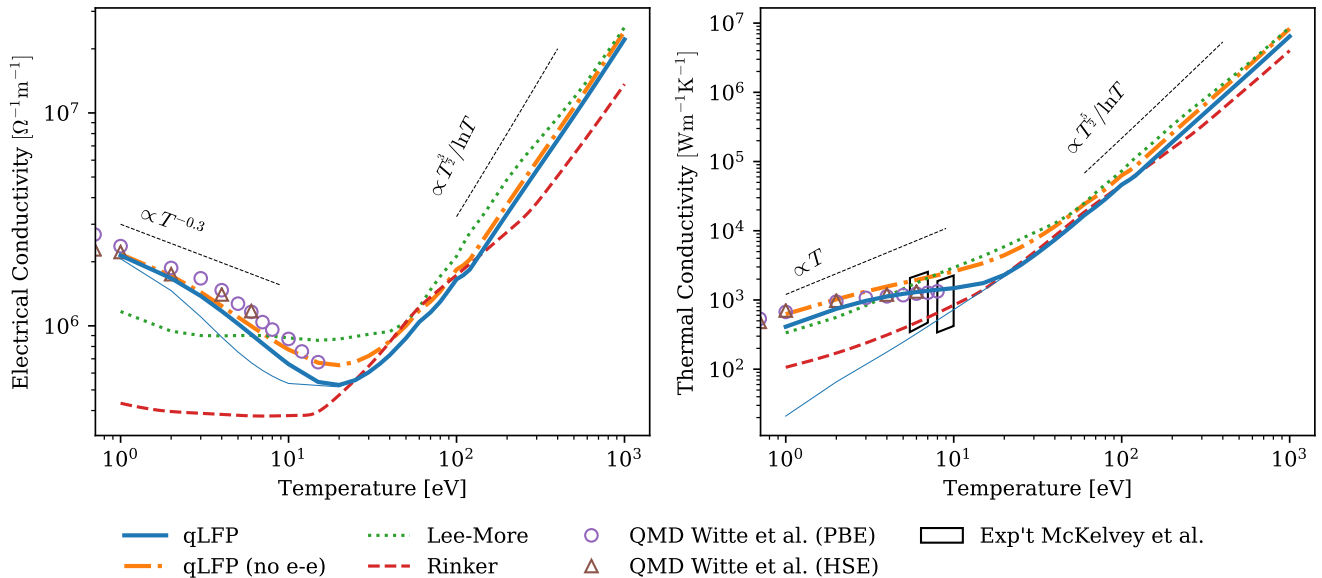 Electrical Conductivity [Ω⁻¹m⁻¹]
10⁷
10⁶
∝T⁻⁰·³
∝T^{3/2}/lnT
10⁰ 10¹ 10² 10³
Temperature [eV]
Thermal Conductivity [Wm⁻¹K⁻¹]
10⁷
10⁶
10⁵
10⁴
10³
10²
∝T
∝T^{5/2}/lnT
10⁰ 10¹ 10² 10³
Temperature [eV]
qLFP
qLFP (no e-e)
Lee-More
Rinker
QMD Witte et al. (PBE)
QMD Witte et al. (HSE)
Exp't McKelvey et al.